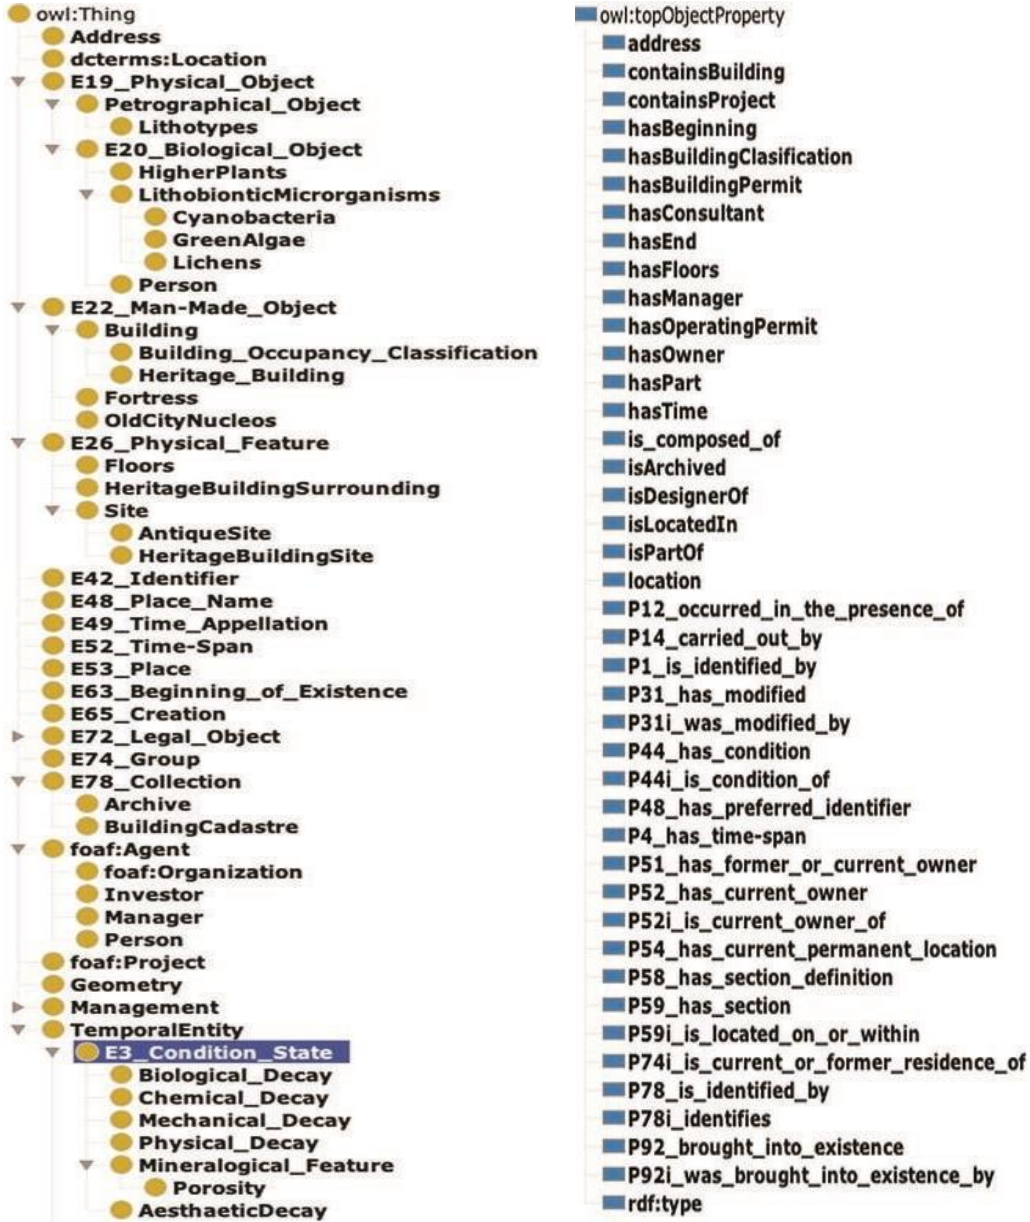 owl:Thing
Address
dcterms:Location
E19_Physical_Object
Petrographical_Object
Lithotypes
E20_Biological_Object
HigherPlants
LithobionticMicrorganisms
Cyanobacteria
GreenAlgae
Lichens
Person
E22_Man-Made_Object
Building
Building_Occupancy_Classification
Heritage_Building
Fortress
OldCityNucleos
E26_Physical_Feature
Floors
HeritageBuildingSurrounding
Site
AntiqueSite
HeritageBuildingSite
E42_Identifier
E48_Place_Name
E49_Time_Appellation
E52_Time-Span
E53_Place
E63_Beginning_of_Existence
E65_Creation
E72_Legal_Object
E74_Group
E78_Collection
Archive
BuildingCadastre
foaf:Agent
foaf:Organization
Investor
Manager
Person
foaf:Project
Geometry
Management
TemporalEntity
E3_Condition_State
Biological_Decay
Chemical_Decay
Mechanical_Decay
Physical_Decay
Mineralogical_Feature
Porosity
AesthaeticDecay
owl:topObjectProperty
address
containsBuilding
containsProject
hasBeginning
hasBuildingClasification
hasBuildingPermit
hasConsultant
hasEnd
hasFloors
hasManager
hasOperatingPermit
hasOwner
hasPart
hasTime
is_composed_of
isArchived
isDesignerOf
isLocatedIn
isPartOf
location
P12_occurred_in_the_presence_of
P14_carried_out_by
P1_is_identified_by
P31_has_modified
P31i_was_modified_by
P44_has_condition
P44i_is_condition_of
P48_has_preferred_identifier
P4_has_time-span
P51_has_former_or_current_owner
P52_has_current_owner
P52i_is_current_owner_of
P54_has_current_permanent_location
P58_has_section_definition
P59_has_section
P59i_is_located_on_or_within
P74i_is_current_or_former_residence_of
P78_is_identified_by
P78i_identifies
P92_brought_into_existence
P92i_was_brought_into_existence_by
rdf:type